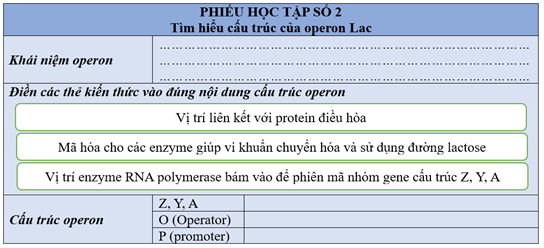 PHIẾU HỌC TẬP SỐ 2
Tìm hiểu cấu trúc của operon Lac
Khái niệm operon
……………………………………………………………………
……………………………………………………………………
……………………………………………………………………
Điền các thẻ kiến thức vào đúng nội dung cấu trúc operon
Vị trí liên kết với protein điều hòa
Mã hóa cho các enzyme giúp vi khuẩn chuyển hóa và sử dụng đường lactose
Vị trí enzyme RNA polymerase bám vào để phiên mã nhóm gene cấu trúc Z, Y, A
Cấu trúc operon
Z, Y, A
O (Operator)
P (promoter)